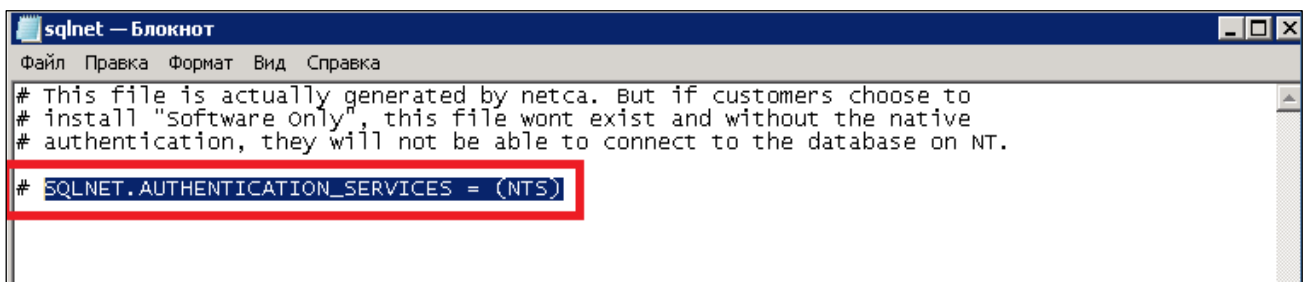 sqlnet — Блокнот
Файл Правка Формат Вид Справка
# This file is actually generated by netca. But if customers choose to
# install "Software Only", this file wont exist and without the native
# authentication, they will not be able to connect to the database on NT.
# SQLNET.AUTHENTICATION_SERVICES = (NTS)